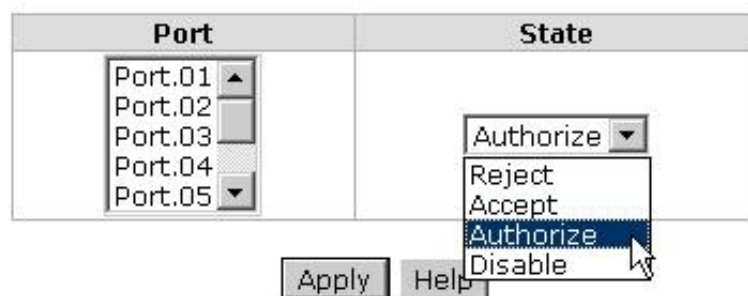 Port State
Port.01
Port.02
Port.03
Port.04
Port.05
Authorize
Reject
Accept
Authorize
Disable
Apply Help